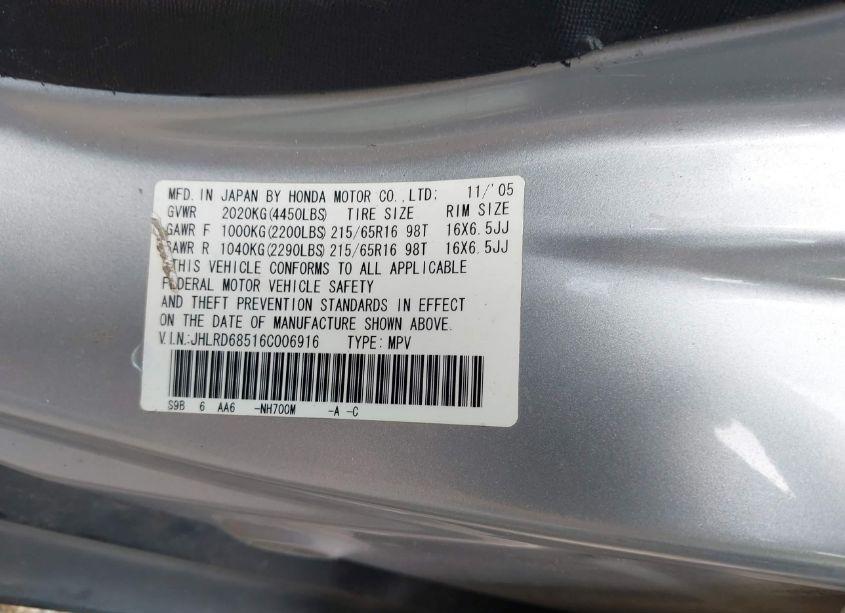 MFD. IN JAPAN BY HONDA MOTOR CO., LTD: 11/'05
GVWR 2020KG(4450LBS) TIRE SIZE RIM SIZE
GAWR F 1000KG(2200LBS) 215/65R16 98T 16X6.5JJ
GAWR R 1040KG(2290LBS) 215/65R16 98T 16X6.5JJ
THIS VEHICLE CONFORMS TO ALL APPLICABLE
FEDERAL MOTOR VEHICLE SAFETY
AND THEFT PREVENTION STANDARDS IN EFFECT
ON THE DATE OF MANUFACTURE SHOWN ABOVE.
V.I.N.:JHLRD68516C006916 TYPE: MPV
S9B 6 AA6 -NH700M -A -C